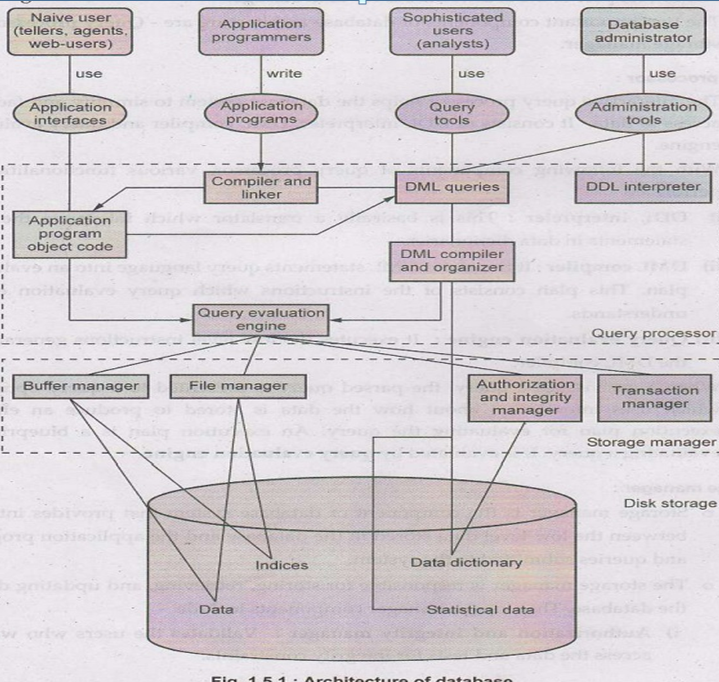 Naive user
(tellers, agents,
web-users)
Application
programmers
Sophisticated
users
(analysts)
Database
administrator
use
write
use
use
Application
interfaces
Application
programs
Query
tools
Administration
tools
Compiler and
linker
DML queries
DDL interpreter
Application
program
object code
DML compiler
and organizer
Query evaluation
engine
Query processor
Buffer manager
File manager
Authorization
and integrity
manager
Transaction
manager
Storage manager
Disk storage
Indices
Data dictionary
Data
Statistical data
Fig. 1.5.1 : Architecture of database